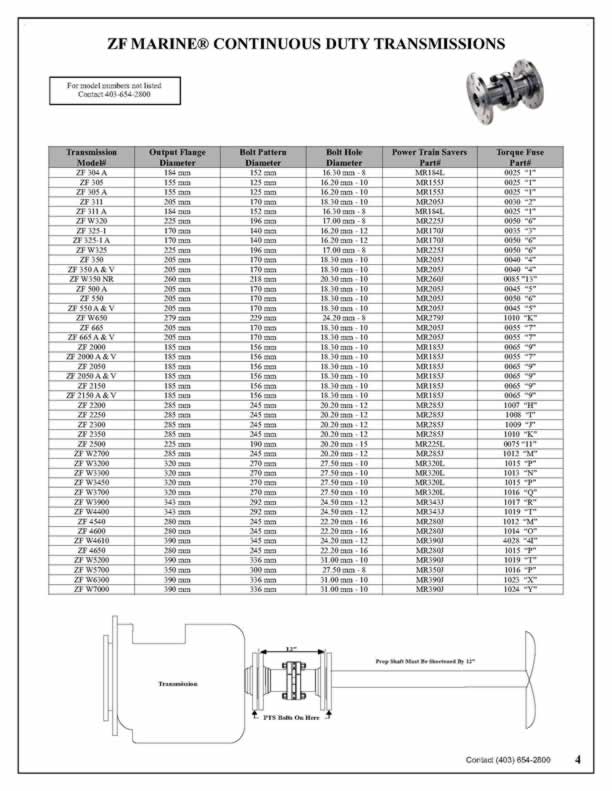 ZF MARINE® CONTINUOUS DUTY TRANSMISSIONS
For model numbers not listed
Contact 403-654-2800
Transmission Output Flange Bolt Pattern Bolt Hole Power Train Savers Torque Fuse
Model# Diameter Diameter Diameter Part# Part#
ZF 304 A 184 mm 152 mm 16.30 mm - 8 MR184L 0025 "1"
ZF 305 155 mm 125 mm 16.20 mm - 10 MR155J 0025 "1"
ZF 305 A 155 mm 125 mm 16.20 mm - 10 MR155J 0025 "1"
ZF 311 205 mm 170 mm 18.30 mm - 10 MR205J 0030 "2"
ZF 311 A 184 mm 152 mm 16.30 mm - 8 MR184L 0025 "1"
ZF W320 225 mm 196 mm 17.00 mm - 8 MR225J 0050 "6"
ZF 325-1 170 mm 140 mm 16.20 mm - 12 MR170J 0035 "3"
ZF 325-1 A 170 mm 140 mm 16.20 mm - 12 MR170J 0050 "6"
ZF W325 225 mm 196 mm 17.00 mm - 8 MR225J 0050 "6"
ZF 350 205 mm 170 mm 18.30 mm - 10 MR205J 0040 "4"
ZF 350 A & V 205 mm 170 mm 18.30 mm - 10 MR205J 0040 "4"
ZF W350 NR 260 mm 218 mm 20.30 mm - 10 MR260J 0085 "13"
ZF 500 A 205 mm 170 mm 18.30 mm - 10 MR205J 0045 "5"
ZF 550 205 mm 170 mm 18.30 mm - 10 MR205J 0050 "6"
ZF 550 A & V 205 mm 170 mm 18.30 mm - 10 MR205J 0045 "5"
ZF W650 279 mm 229 mm 24.20 mm - 8 MR279J 1010 "K"
ZF 665 205 mm 170 mm 18.30 mm - 10 MR205J 0055 "7"
ZF 665 A & V 205 mm 170 mm 18.30 mm - 10 MR205J 0055 "7"
ZF 2000 185 mm 156 mm 18.30 mm - 10 MR185J 0065 "9"
ZF 2000 A & V 185 mm 156 mm 18.30 mm - 10 MR185J 0055 "7"
ZF 2050 185 mm 156 mm 18.30 mm - 10 MR185J 0065 "9"
ZF 2050 A & V 185 mm 156 mm 18.30 mm - 10 MR185J 0065 "9"
ZF 2150 185 mm 156 mm 18.30 mm - 10 MR185J 0065 "9"
ZF 2150 A & V 185 mm 156 mm 18.30 mm - 10 MR185J 0065 "9"
ZF 2200 285 mm 245 mm 20.20 mm - 12 MR285J 1007 "H"
ZF 2250 285 mm 245 mm 20.20 mm - 12 MR285J 1008 "I"
ZF 2300 285 mm 245 mm 20.20 mm - 12 MR285J 1009 "J"
ZF 2350 285 mm 245 mm 20.20 mm - 12 MR285J 1010 "K"
ZF 2500 225 mm 190 mm 20.20 mm - 15 MR225L 0075 "11"
ZF W2700 285 mm 245 mm 20.20 mm - 12 MR285J 1012 "M"
ZF W3200 320 mm 270 mm 27.50 mm - 10 MR320L 1015 "P"
ZF W3300 320 mm 270 mm 27.50 mm - 10 MR320L 1013 "N"
ZF W3450 320 mm 270 mm 27.50 mm - 10 MR320L 1015 "P"
ZF W3700 320 mm 270 mm 27.50 mm - 10 MR320L 1016 "Q"
ZF W3900 343 mm 292 mm 24.50 mm - 12 MR343J 1017 "R"
ZF W4400 343 mm 292 mm 24.50 mm - 12 MR343J 1019 "T"
ZF 4540 280 mm 245 mm 22.20 mm - 16 MR280J 1012 "M"
ZF 4600 280 mm 245 mm 22.20 mm - 16 MR280J 1014 "O"
ZF W4610 390 mm 345 mm 24.20 mm - 12 MR390J 4028 "4I"
ZF 4650 280 mm 245 mm 22.20 mm - 16 MR280J 1015 "P"
ZF W5200 390 mm 336 mm 31.00 mm - 10 MR390J 1019 "T"
ZF W5700 350 mm 300 mm 27.50 mm - 8 MR350J 1016 "P"
ZF W6300 390 mm 336 mm 31.00 mm - 10 MR390J 1023 "X"
ZF W7000 390 mm 336 mm 31.00 mm - 10 MR390J 1024 "Y"
12"
Prop Shaft Must Be Shortened By 12"
Transmission
PTS Bolts On Here
Contact (403) 654-2800 4